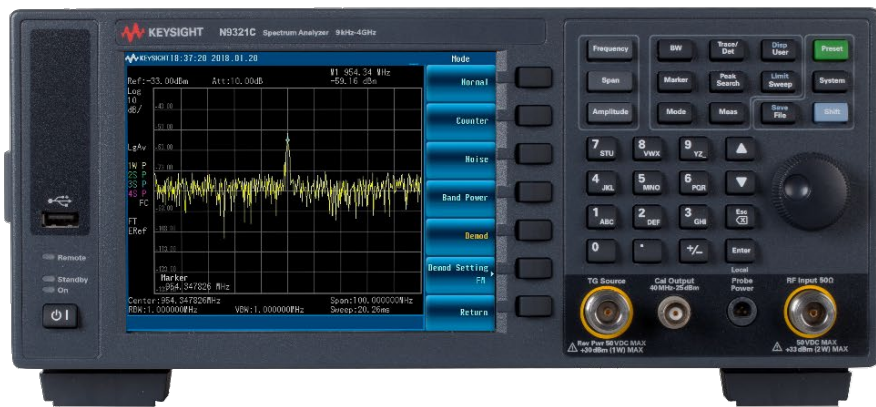 KEYSIGHT N9321C Spectrum Analyzer 9kHz-4GHz
KEYSIGHT 18:37:20 2018.01.20
Mode
Ref:-33.00dBm Att:10.00dB
M1 954.34 MHz
-59.16 dBm
Log
10
dB/
LgAv
1W P
2S P
3S P
4S P
FC
FT
ERef
Marker
954.347826MHz
Center:954.347826MHz Span:100.000000MHz
RBW:1.000000MHz VBW:1.000000MHz Sweep:20.26ms
Normal
Counter
Noise
Band Power
Demod
Demod Setting
FM
Return
Remote
Standby
On
Frequency
BW
Trace/
Det
Disp
User
Preset
Span
Marker
Peak
Search
Limit
Sweep
System
Amplitude
Mode
Meas
Save
File
Shift
7 STU
8 VWX
9 YZ_
4 JKL
5 MNO
6 PQR
1 ABC
2 DEF
3 GHI
Esc
0
.
+/-
Enter
Local
TG Source
Cal Output
40MHz-25dBm
Probe
Power
RF Input 50Ω
Rev Pwr 50VDC MAX
+30dBm (1W) MAX
50VDC MAX
+33dBm (2W) MAX